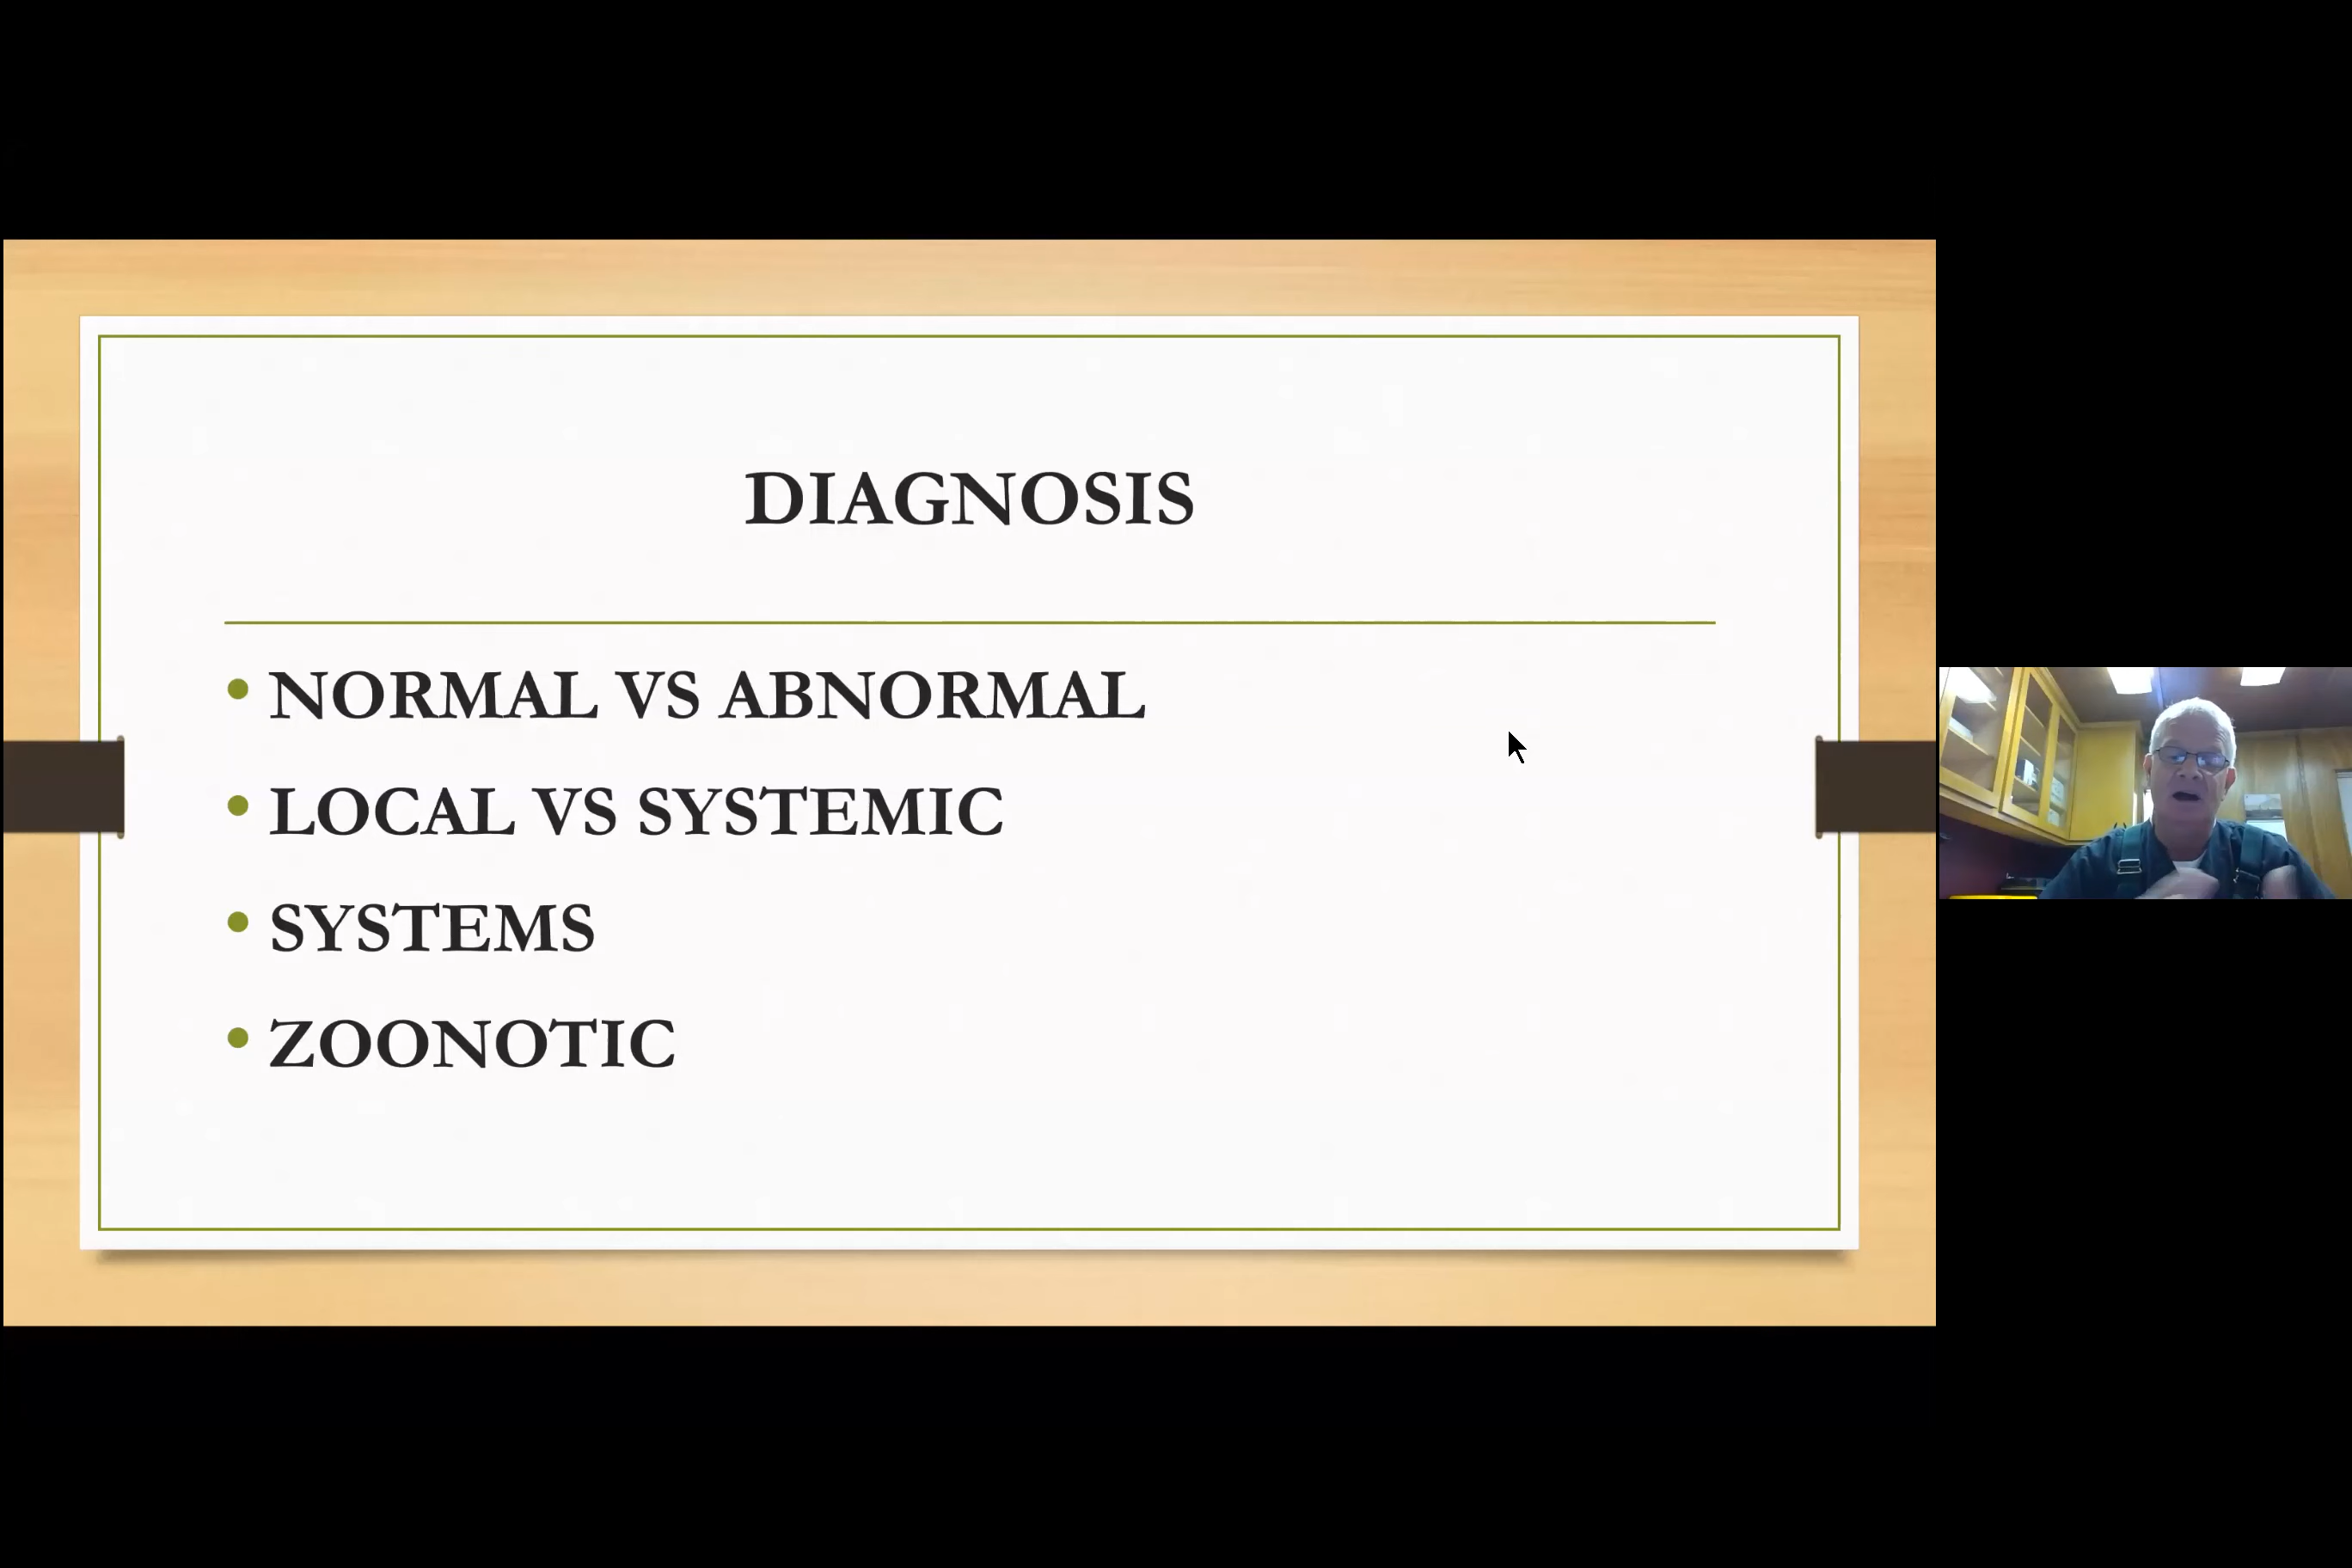 DIAGNOSIS
NORMAL VS ABNORMAL
LOCAL VS SYSTEMIC
SYSTEMS
ZOONOTIC